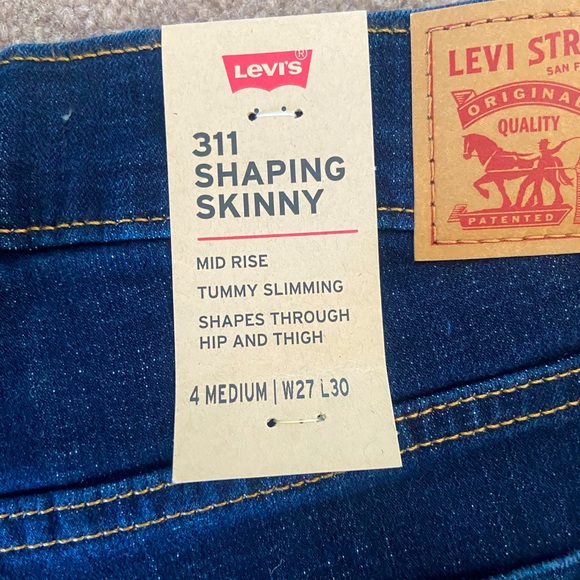 Levi's®
311
SHAPING
SKINNY
MID RISE
TUMMY SLIMMING
SHAPES THROUGH
HIP AND THIGH
4 MEDIUM | W27 L30
LEVI STR
SAN F
ORIGINAL
QUALITY
PATENTED